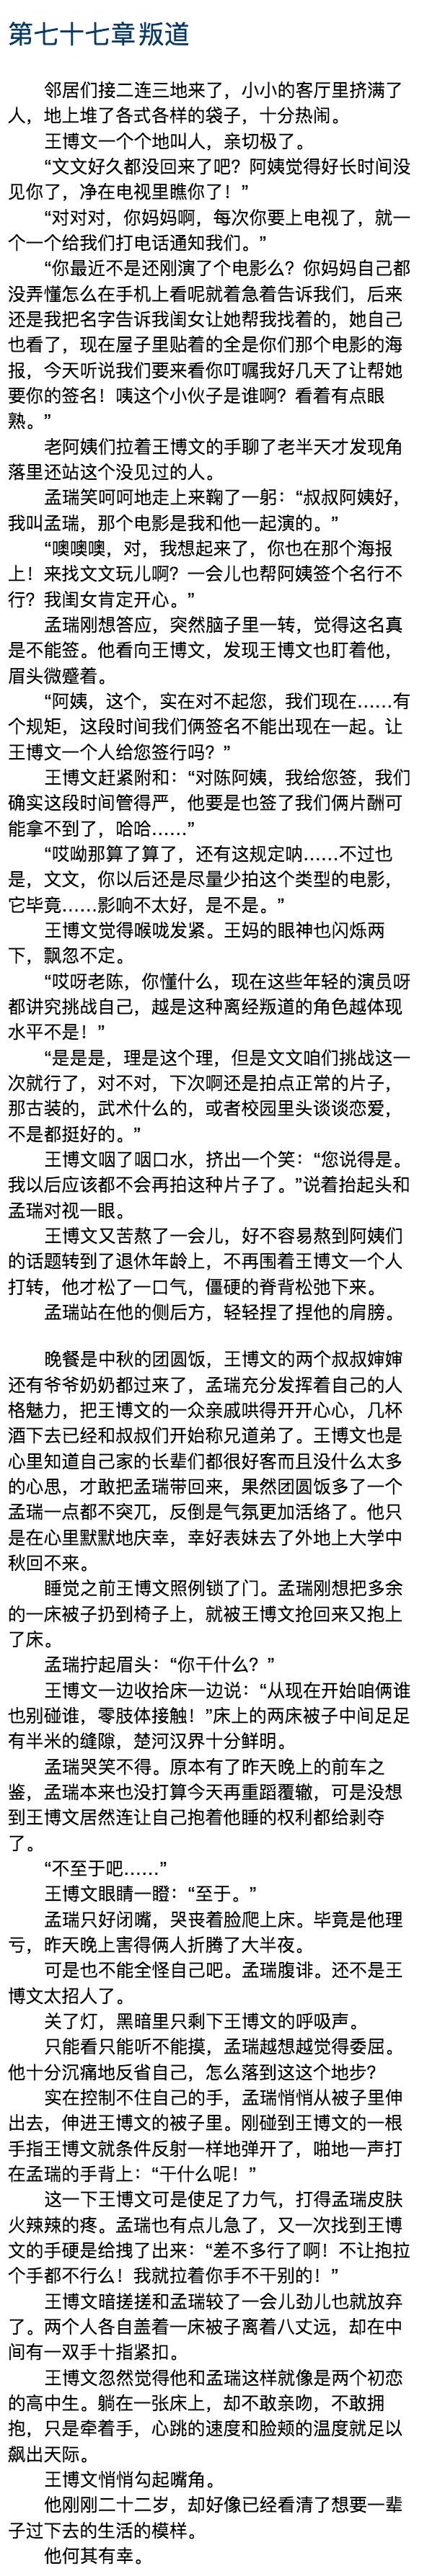 第七十七章叛道
邻居们接二连三地来了，小小的客厅里挤满了
人，地上堆了各式各样的袋子，十分热闹。
王博文一个个地叫人，亲切极了。
“文文好久都没回来了吧？阿姨觉得好长时间没
见你了，净在电视里瞧你了！”
“对对对，你妈妈啊，每次你要上电视了，就一
个一个给我们打电话通知我们。”
“你最近不是还刚演了个电影么？你妈妈自己都
没弄懂怎么在手机上看呢就着急着告诉我们，后来
还是我把名字告诉我闺女让她帮我找着的，她自己
也看了，现在屋子里贴着的全是你们那个电影的海
报，今天听说我们要来看你叮嘱我好几天了让帮她
要你的签名！咦这个小伙子是谁啊？看着有点眼
熟。”
老阿姨们拉着王博文的手聊了老半天才发现角
落里还站这个没见过的人。
孟瑞笑呵呵地走上来鞠了一躬：“叔叔阿姨好，
我叫孟瑞，那个电影是我和他一起演的。”
“噢噢噢，对，我想起来了，你也在那个海报
上！来找文文玩儿啊？一会儿也帮阿姨签个名行不
行？我闺女肯定开心。”
孟瑞刚想答应，突然脑子里一转，觉得这名真
是不能签。他看向王博文，发现王博文也盯着他，
眉头微蹙着。
“阿姨，这个，实在对不起您，我们现在……有
个规矩，这段时间我们俩签名不能出现在一起。让
王博文一个人给您签行吗？”
王博文赶紧附和：“对陈阿姨，我给您签，我们
确实这段时间管得严，他要是也签了我们俩片酬可
能拿不到了，哈哈……”
“哎呦那算了算了，还有这规定呐……不过也
是，文文，你以后还是尽量少拍这个类型的电影，
它毕竟……影响不太好，是不是。”
王博文觉得喉咙发紧。王妈的眼神也闪烁两
下，飘忽不定。
“哎呀老陈，你懂什么，现在这些年轻的演员呀
都讲究挑战自己，越是这种离经叛道的角色越体现
水平不是！”
“是是是，理是这个理，但是文文咱们挑战这一
次就行了，对不对，下次啊还是拍点正常的片子，
那古装的，武术什么的，或者校园里头谈谈恋爱，
不是都挺好的。”
王博文咽了咽口水，挤出一个笑：“您说得是。
我以后应该都不会再拍这种片子了。”说着抬起头和
孟瑞对视一眼。
王博文又苦熬了一会儿，好不容易熬到阿姨们
的话题转到了退休年龄上，不再围着王博文一个人
打转，他才松了一口气，僵硬的脊背松弛下来。
孟瑞站在他的侧后方，轻轻捏了捏他的肩膀。
晚餐是中秋的团圆饭，王博文的两个叔叔婶婶
还有爷爷奶奶都过来了，孟瑞充分发挥着自己的人
格魅力，把王博文的一众亲戚哄得开开心心，几杯
酒下去已经和叔叔们开始称兄道弟了。王博文也是
心里知道自己家的长辈们都很好客而且没什么太多
的心思，才敢把孟瑞带回来，果然团圆饭多了一个
孟瑞一点都不突兀，反倒是气氛更加活络了。他只
是在心里默默地庆幸，幸好表妹去了外地上大学中
秋回不来。
睡觉之前王博文照例锁了门。孟瑞刚想把多余
的一床被子扔到椅子上，就被王博文抢回来又抱上
了床。
孟瑞拧起眉头：“你干什么？”
王博文一边收拾床一边说：“从现在开始咱俩谁
也别碰谁，零肢体接触！”床上的两床被子中间足足
有半米的缝隙，楚河汉界十分鲜明。
孟瑞哭笑不得。原本有了昨天晚上的前车之
鉴，孟瑞本来也没打算今天再重蹈覆辙，可是没想
到王博文居然连让自己抱着他睡的权利都给剥夺
了。
“不至于吧……”
王博文眼睛一瞪：“至于。”
孟瑞只好闭嘴，哭丧着脸爬上床。毕竟是他理
亏，昨天晚上害得俩人折腾了大半夜。
可是也不能全怪自己吧。孟瑞腹诽。还不是王
博文太招人了。
关了灯，黑暗里只剩下王博文的呼吸声。
只能看只能听不能摸，孟瑞越想越觉得委屈。
他十分沉痛地反省自己，怎么落到这这个地步？
实在控制不住自己的手，孟瑞悄悄从被子里伸
出去，伸进王博文的被子里。刚碰到王博文的一根
手指王博文就条件反射一样地弹开了，啪地一声打
在孟瑞的手背上：“干什么呢！”
这一下王博文可是使足了力气，打得孟瑞皮肤
火辣辣的疼。孟瑞也有点儿急了，又一次找到王博
文的手硬是给拽了出来：“差不多行了啊！不让抱拉
个手都不行么！我就拉着你手不干别的！”
王博文暗搓搓和孟瑞较了一会儿劲儿也就放弃
了。两个人各自盖着一床被子离着八丈远，却在中
间有一双手十指紧扣。
王博文忽然觉得他和孟瑞这样就像是两个初恋
的高中生。躺在一张床上，却不敢亲吻，不敢拥
抱，只是牵着手，心跳的速度和脸颊的温度就足以
飙出天际。
王博文悄悄勾起嘴角。
他刚刚二十二岁，却好像已经看清了想要一辈
子过下去的生活的模样。
他何其有幸。